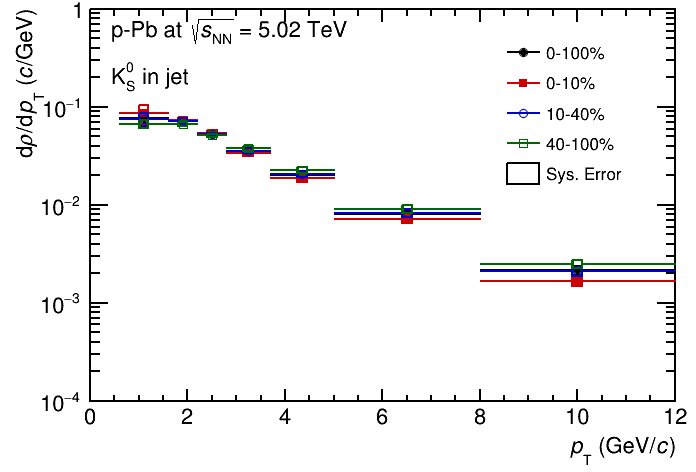 p-Pb at √s_NN = 5.02 TeV
K⁰_S in jet
0-100%
0-10%
10-40%
40-100%
Sys. Error
dρ/dp_T (c/GeV)
1
10⁻¹
10⁻²
10⁻³
10⁻⁴
0 2 4 6 8 10 12
p_T (GeV/c)